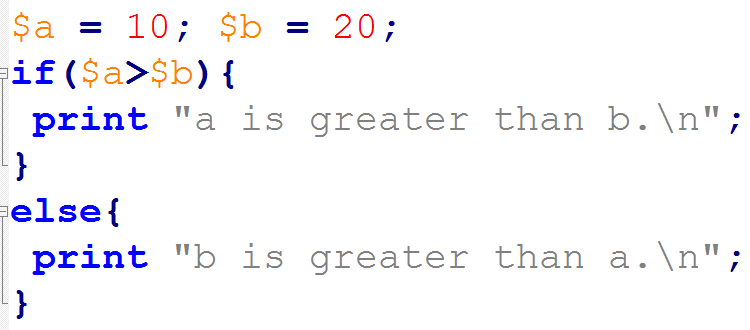 $a = 10; $b = 20;
if($a>$b){
 print "a is greater than b.\n";
}
else{
 print "b is greater than a.\n";
}